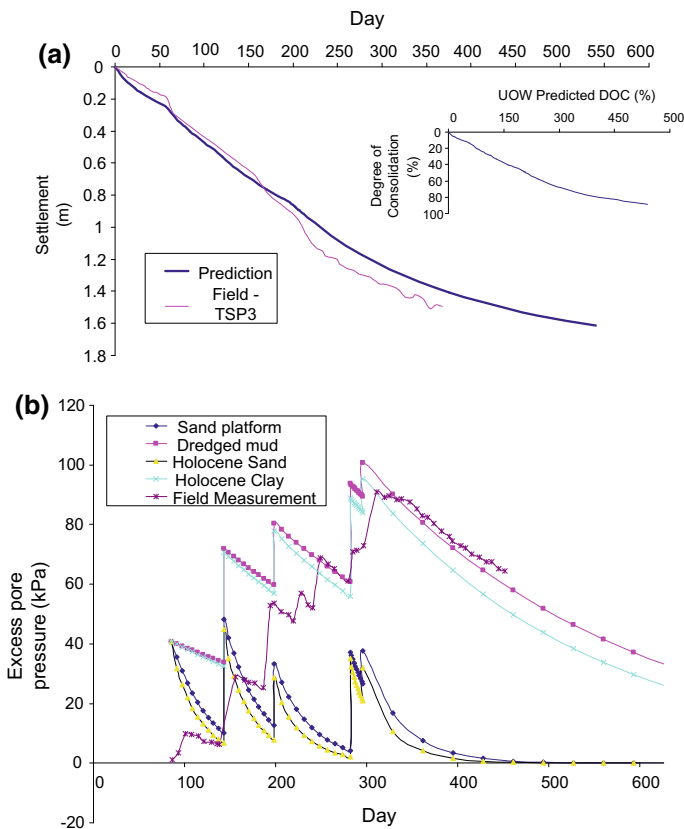 Day
(a)
0 50 100 150 200 250 300 350 400 450 500 540 600
0
0.2
0.4
0.6
0.8
1
1.2
1.4
1.6
1.8
Settlement
(m)
UOW Predicted DOC (%)
0 150 300 450 500
0
20
40
60
80
100
Degree of
Consolidation
(%)
Prediction
Field -
TSP3
(b)
120
100
80
60
40
20
0
-20
Excess pore
pressure (kPa)
Sand platform
Dredged mud
Holocene Sand
Holocene Clay
Field Measurement
0 100 200 300 400 500 600
Day